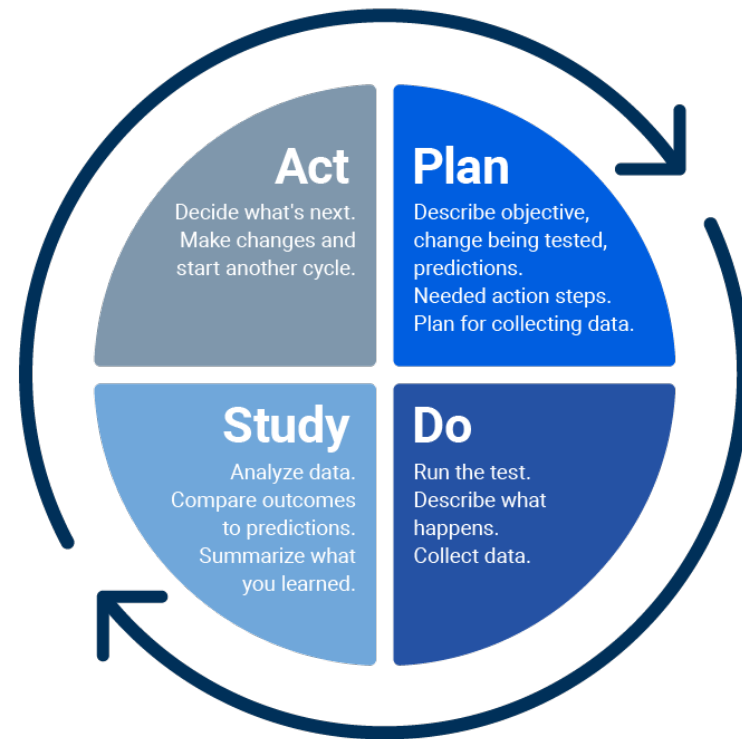 Act
Decide what's next.
Make changes and
start another cycle.
Plan
Describe objective,
change being tested,
predictions.
Needed action steps.
Plan for collecting data.
Study
Analyze data.
Compare outcomes
to predictions.
Summarize what
you learned.
Do
Run the test.
Describe what
happens.
Collect data.